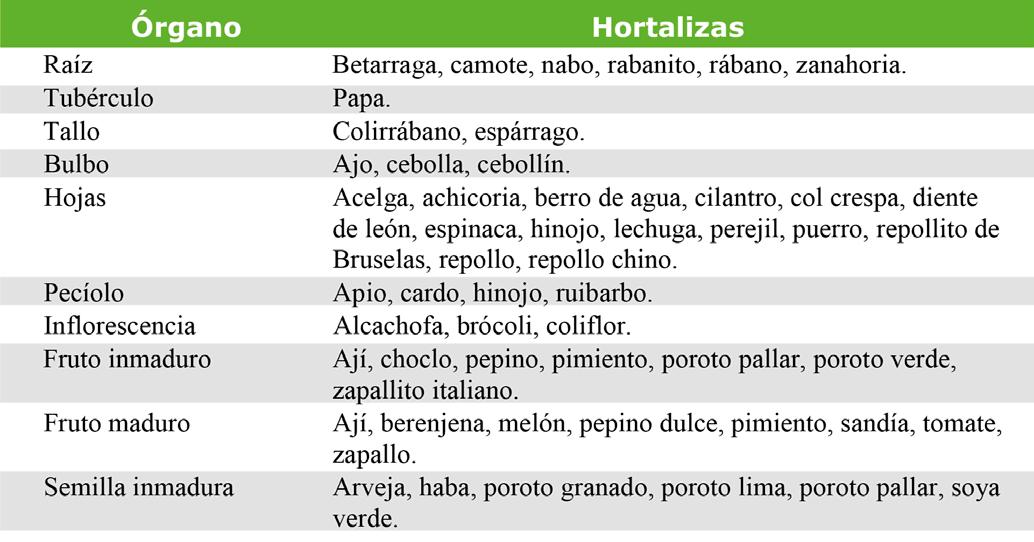 Órgano Hortalizas
Raíz Betarraga, camote, nabo, rabanito, rábano, zanahoria.
Tubérculo Papa.
Tallo Colirrábano, espárrago.
Bulbo Ajo, cebolla, cebollín.
Hojas Acelga, achicoria, berro de agua, cilantro, col crespa, diente
de león, espinaca, hinojo, lechuga, perejil, puerro, repollito de
Bruselas, repollo, repollo chino.
Pecíolo Apio, cardo, hinojo, ruibarbo.
Inflorescencia Alcachofa, brócoli, coliflor.
Fruto inmaduro Ají, choclo, pepino, pimiento, poroto pallar, poroto verde,
zapallito italiano.
Fruto maduro Ají, berenjena, melón, pepino dulce, pimiento, sandía, tomate,
zapallo.
Semilla inmadura Arveja, haba, poroto granado, poroto lima, poroto pallar, soya
verde.